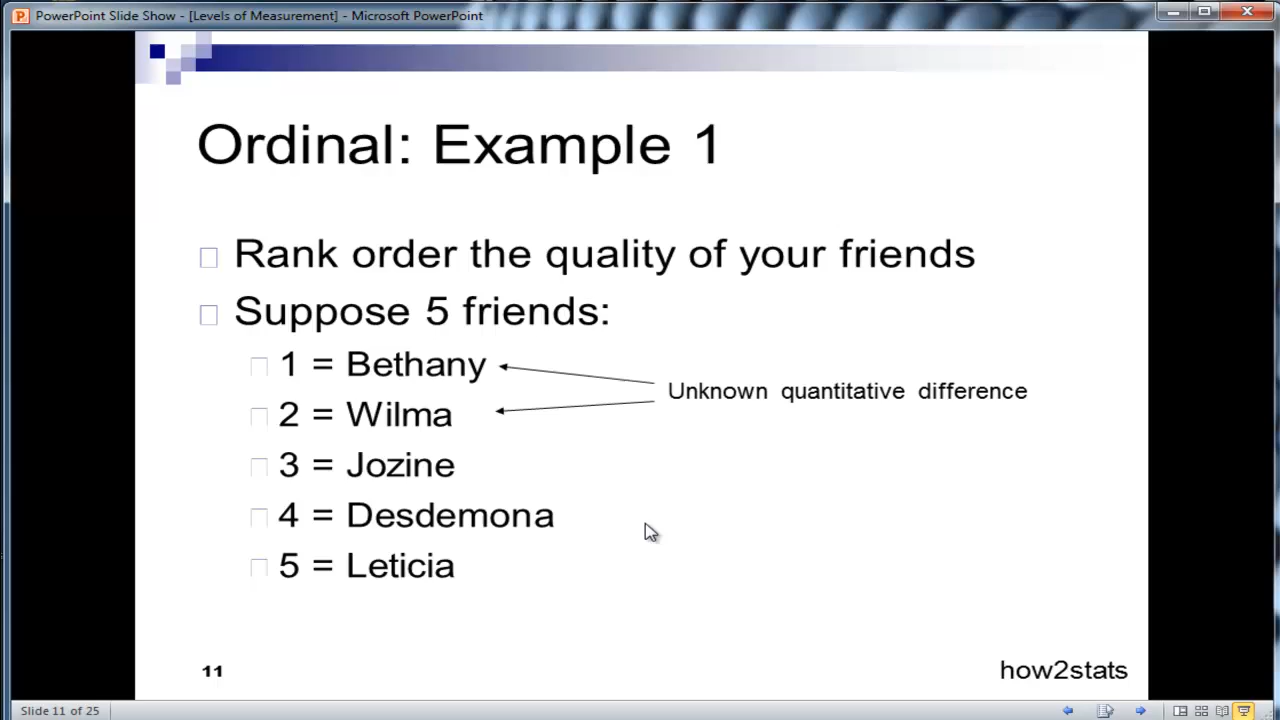 PowerPoint Slide Show - [Levels of Measurement] - Microsoft PowerPoint
Ordinal: Example 1
Rank order the quality of your friends
Suppose 5 friends:
1 = Bethany
Unknown quantitative difference
2 = Wilma
3 = Jozine
4 = Desdemona
5 = Leticia
11
how2stats
Slide 11 of 25